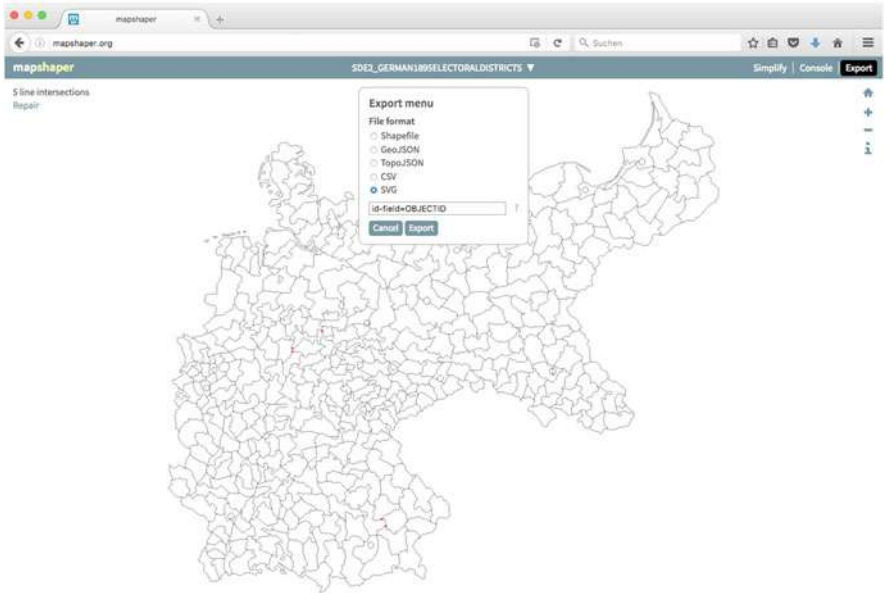 mapshaper
mapshaper.org
Suchen
mapshaper
SDE2_GERMAN1895ELECTORALDISTRICTS ▼
Simplify | Console | Export
5 line intersections
Repair
Export menu
File format
Shapefile
GeoJSON
TopoJSON
CSV
SVG
id-field=OBJECTID ?
Cancel Export